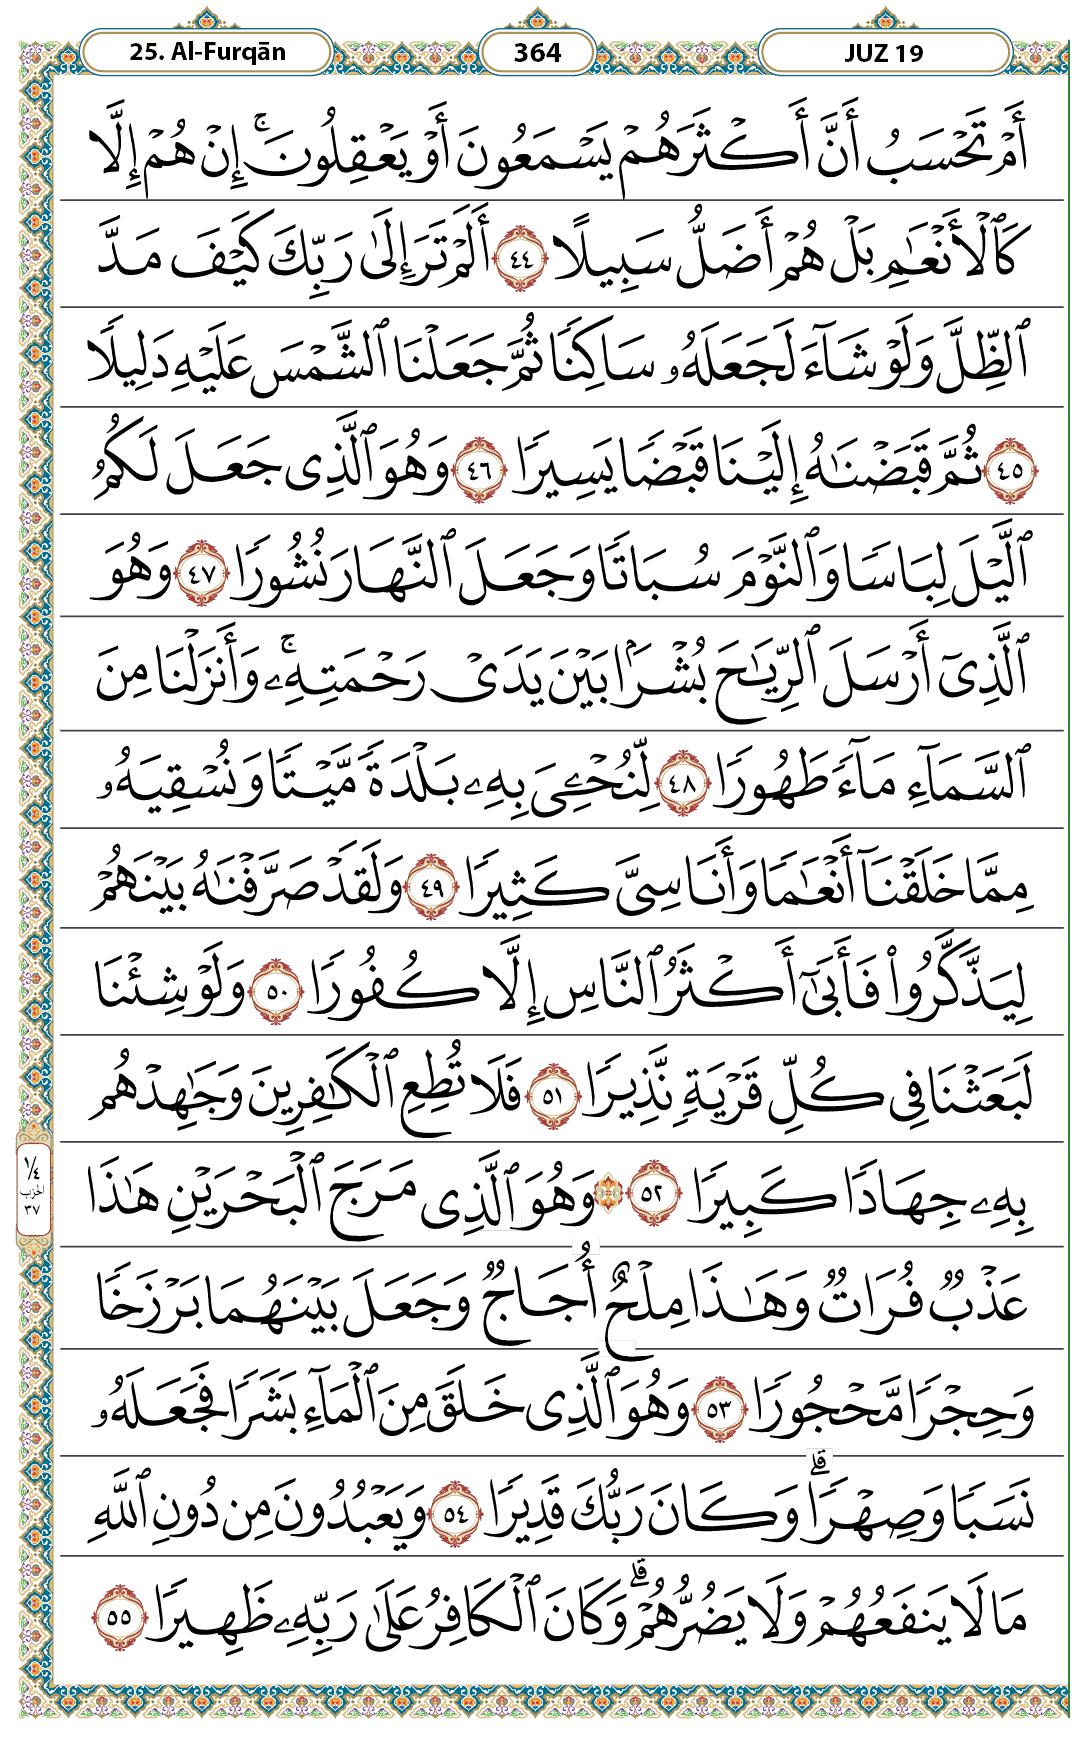 25. Al-Furqān
364
JUZ 19
أَمْ تَحْسَبُ أَنَّ أَكْثَرَهُمْ يَسْمَعُونَ أَوْ يَعْقِلُونَ ۚ إِنْ هُمْ إِلَّا
كَٱلْأَنْعَـٰمِ بَلْ هُمْ أَضَلُّ سَبِيلًا ٤٤ أَلَمْ تَرَ إِلَىٰ رَبِّكَ كَيْفَ مَدَّ
ٱلظِّلَّ وَلَوْ شَآءَ لَجَعَلَهُۥ سَاكِنًا ثُمَّ جَعَلْنَا ٱلشَّمْسَ عَلَيْهِ دَلِيلًا
٤٥ ثُمَّ قَبَضْنَـٰهُ إِلَيْنَا قَبْضًا يَسِيرًا ٤٦ وَهُوَ ٱلَّذِى جَعَلَ لَكُمُ
ٱلَّيْلَ لِبَاسًا وَٱلنَّوْمَ سُبَاتًا وَجَعَلَ ٱلنَّهَارَ نُشُورًا ٤٧ وَهُوَ
ٱلَّذِىٓ أَرْسَلَ ٱلرِّيَـٰحَ بُشْرًۢا بَيْنَ يَدَىْ رَحْمَتِهِۦ ۚ وَأَنزَلْنَا مِنَ
ٱلسَّمَآءِ مَآءً طَهُورًا ٤٨ لِّنُحْـِۧىَ بِهِۦ بَلْدَةً مَّيْتًا وَنُسْقِيَهُۥ
مِمَّا خَلَقْنَآ أَنْعَـٰمًا وَأَنَاسِىَّ كَثِيرًا ٤٩ وَلَقَدْ صَرَّفْنَـٰهُ بَيْنَهُمْ
لِيَذَّكَّرُوا۟ فَأَبَىٰٓ أَكْثَرُ ٱلنَّاسِ إِلَّا كُفُورًا ٥٠ وَلَوْ شِئْنَا
لَبَعَثْنَا فِى كُلِّ قَرْيَةٍ نَّذِيرًا ٥١ فَلَا تُطِعِ ٱلْكَـٰفِرِينَ وَجَـٰهِدْهُم
بِهِۦ جِهَادًا كَبِيرًا ٥٢ ۞ وَهُوَ ٱلَّذِى مَرَجَ ٱلْبَحْرَيْنِ هَـٰذَا
عَذْبٌ فُرَاتٌ وَهَـٰذَا مِلْحٌ أُجَاجٌ وَجَعَلَ بَيْنَهُمَا بَرْزَخًا
وَحِجْرًا مَّحْجُورًا ٥٣ وَهُوَ ٱلَّذِى خَلَقَ مِنَ ٱلْمَآءِ بَشَرًا فَجَعَلَهُۥ
نَسَبًا وَصِهْرًا ۗ وَكَانَ رَبُّكَ قَدِيرًا ٥٤ وَيَعْبُدُونَ مِن دُونِ ٱللَّهِ
مَا لَا يَنفَعُهُمْ وَلَا يَضُرُّهُمْ ۗ وَكَانَ ٱلْكَافِرُ عَلَىٰ رَبِّهِۦ ظَهِيرًا ٥٥
١/٤
الحزب
٣٧